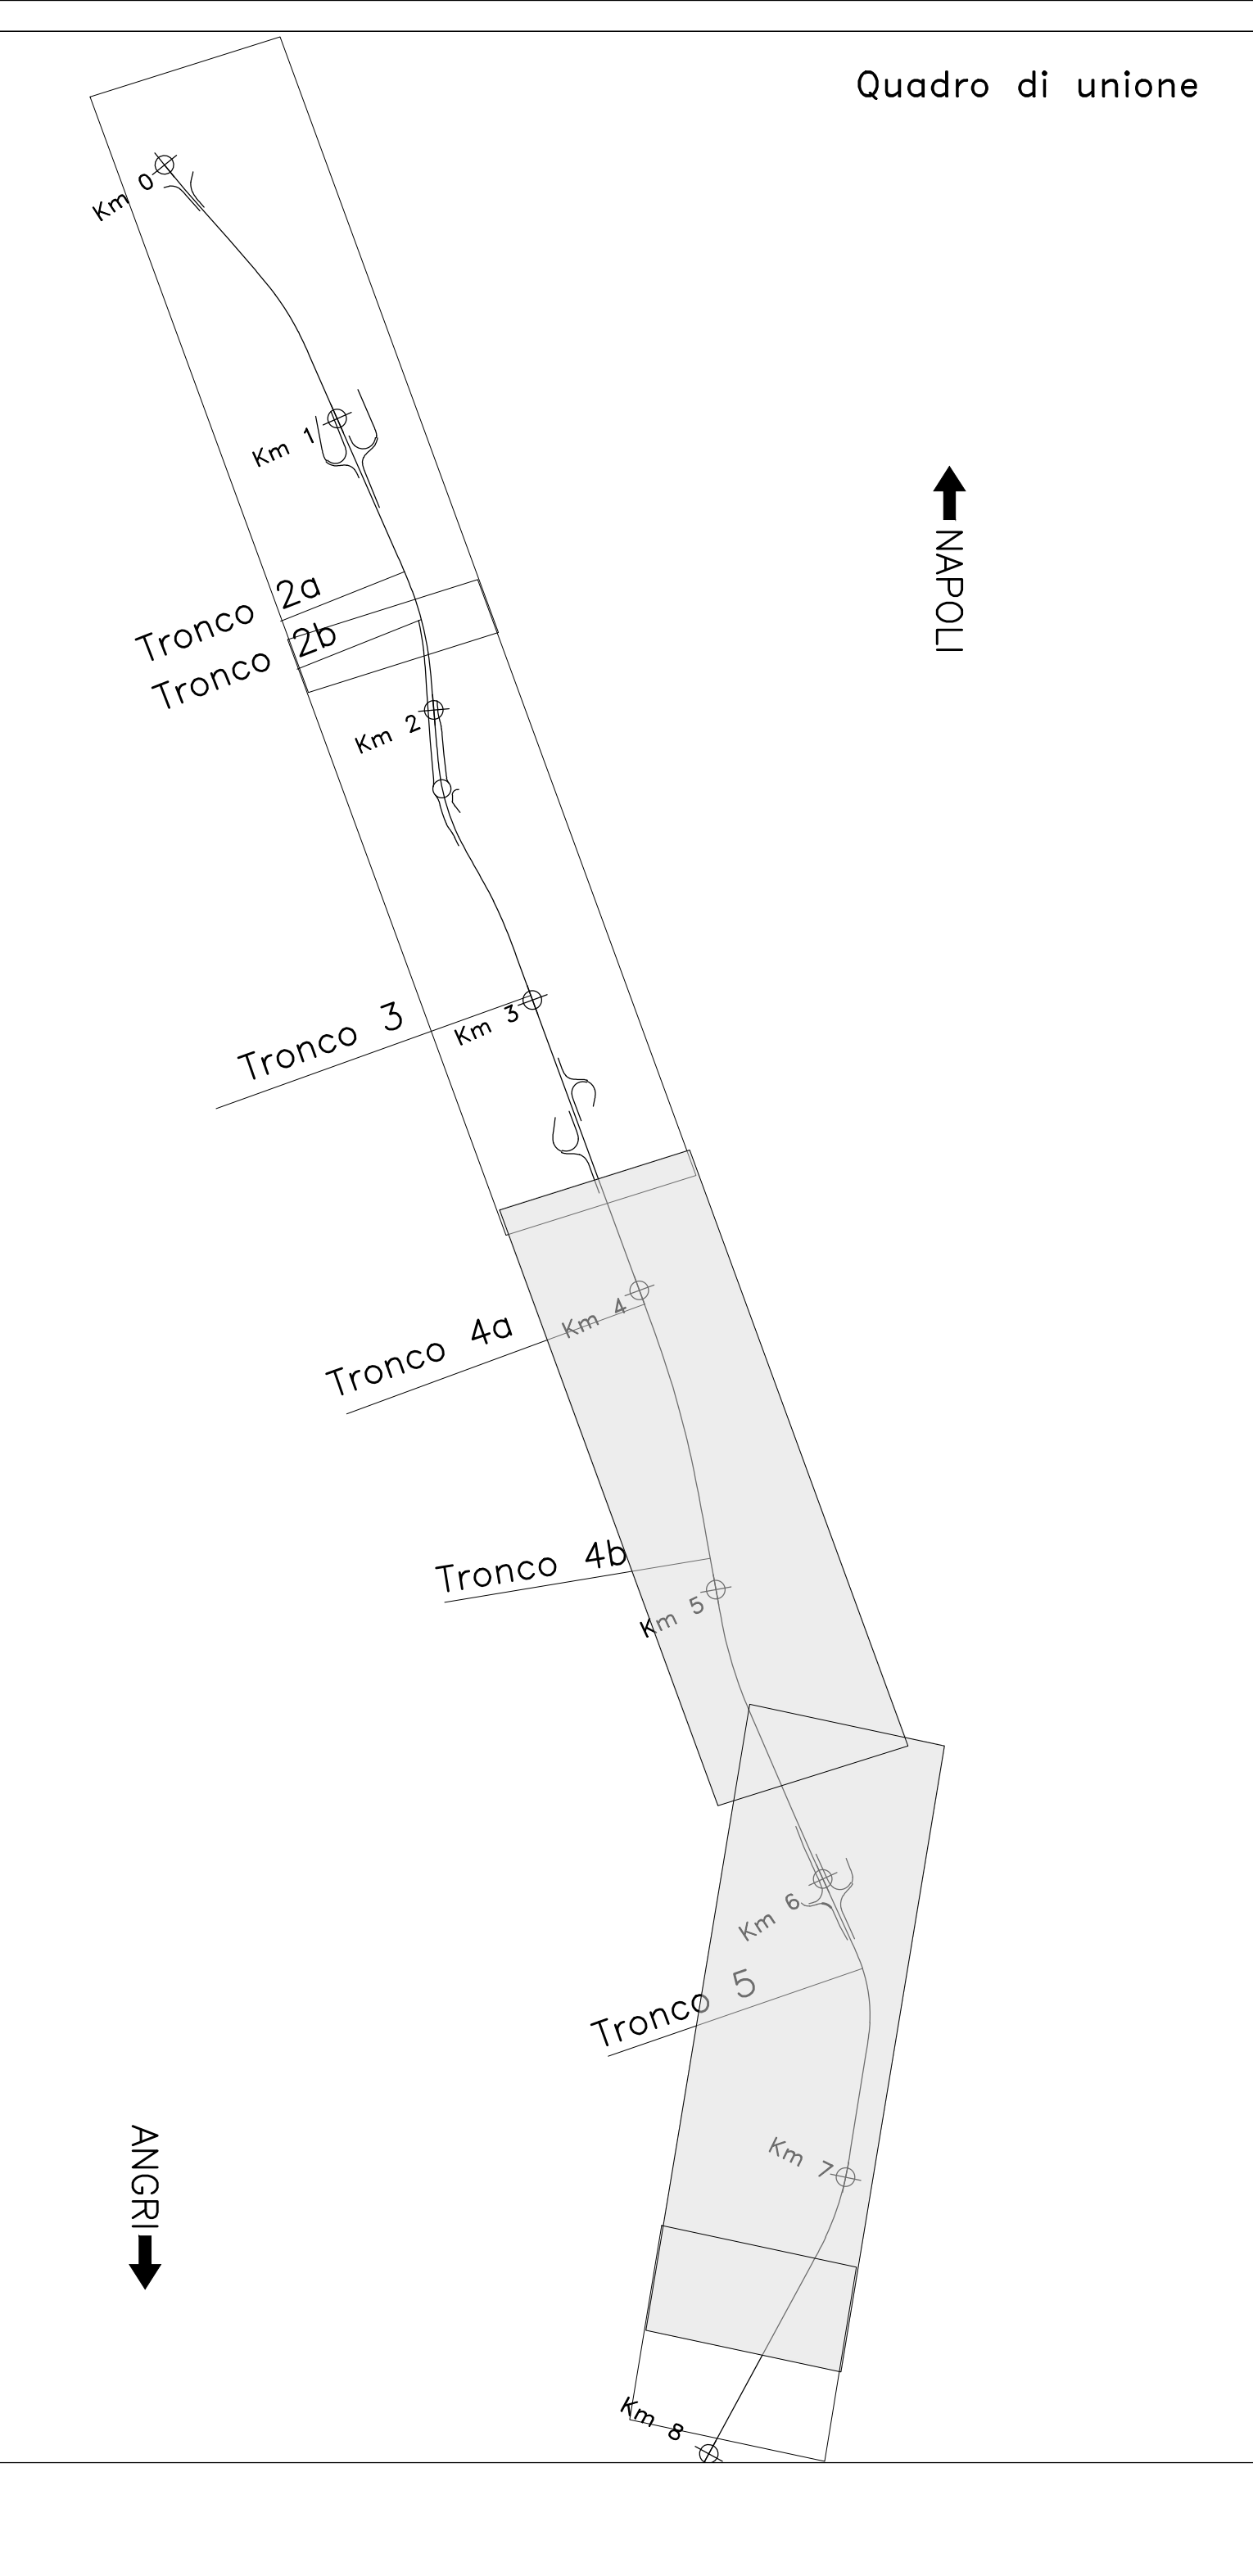 Quadro di unione
Km 0
Km 1
NAPOLI
Tronco 2a
Tronco 2b
Km 2
Tronco 3
Km 3
Tronco 4a
Km 4
Tronco 4b
Km 5
Km 6
Tronco 5
Km 7
ANGRI
Km 8